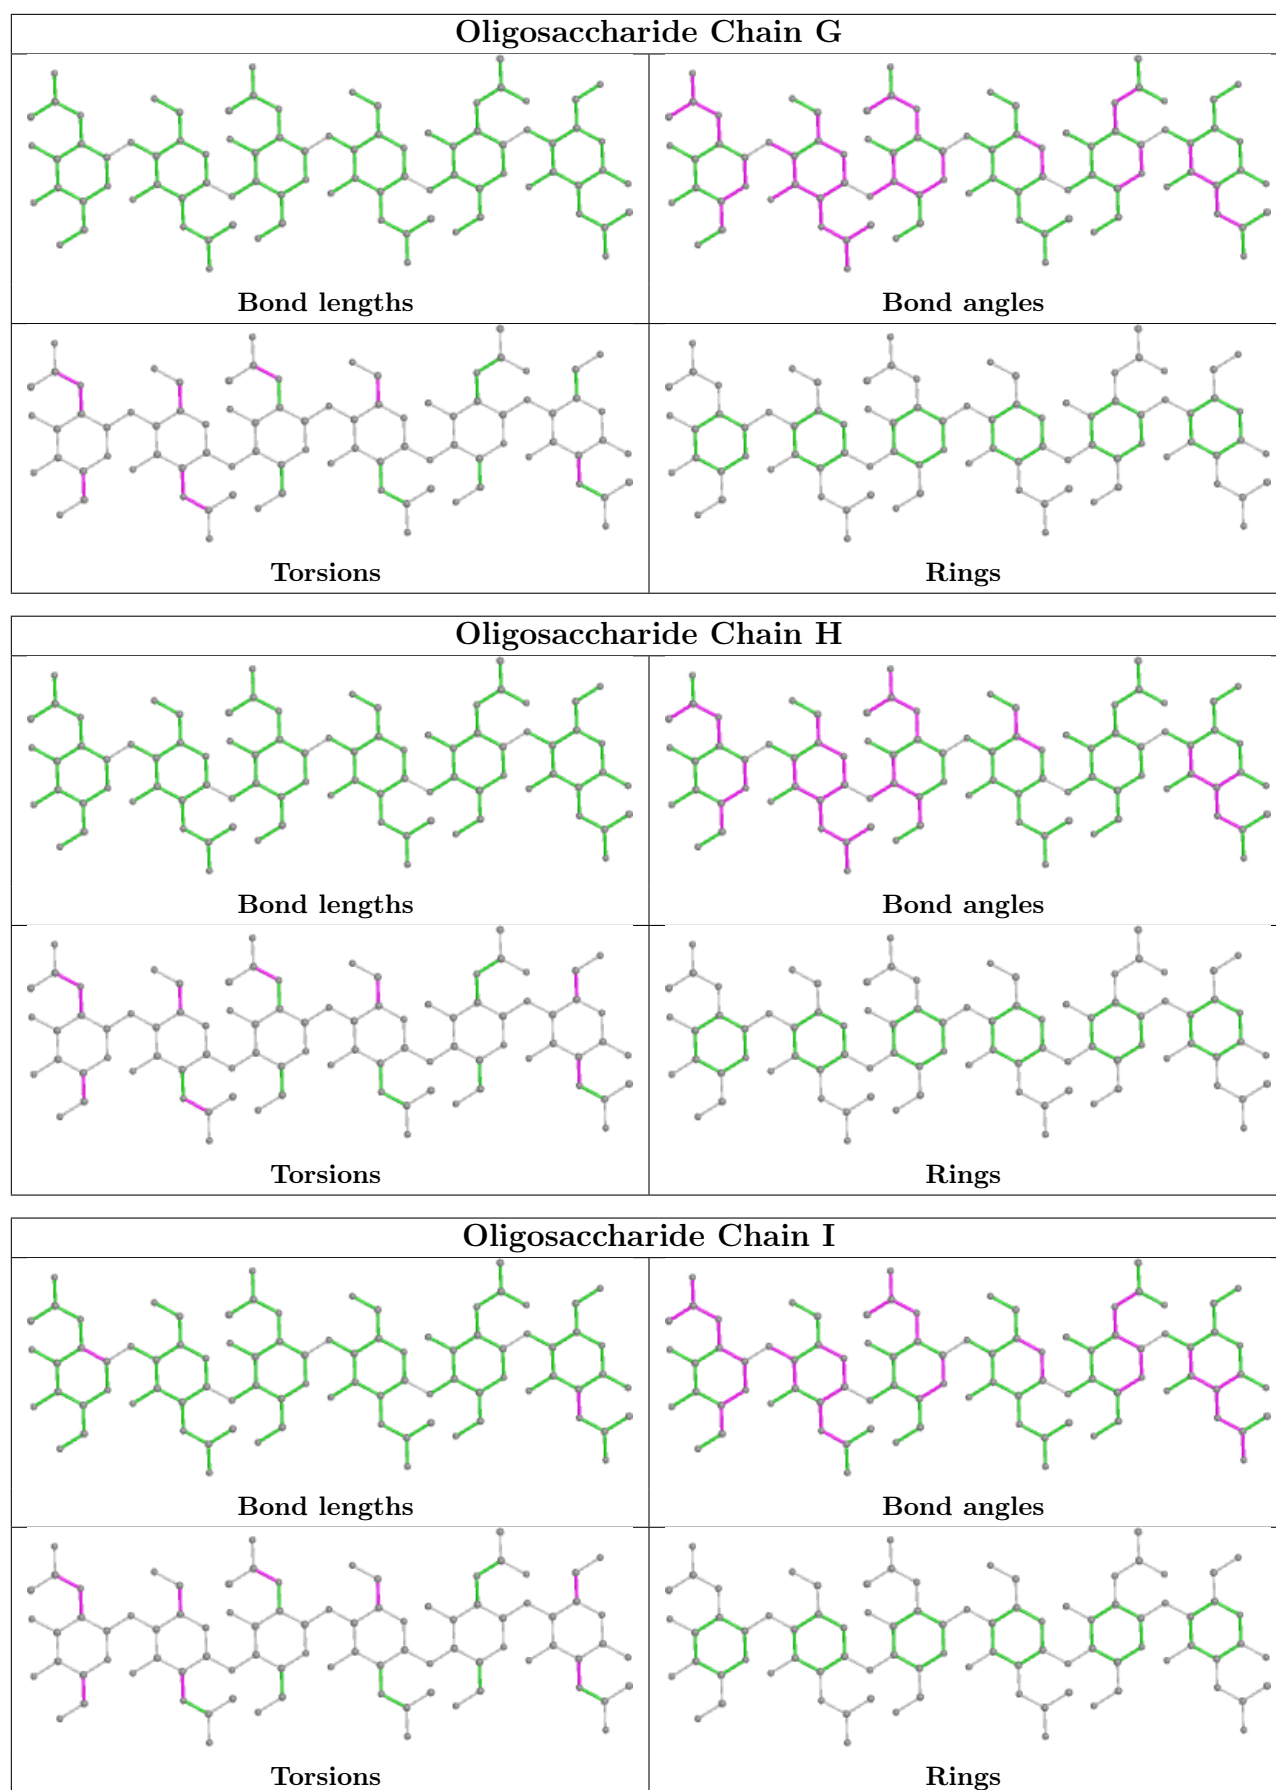 Oligosaccharide Chain G
Bond lengths
Bond angles
Torsions
Rings
Oligosaccharide Chain H
Bond lengths
Bond angles
Torsions
Rings
Oligosaccharide Chain I
Bond lengths
Bond angles
Torsions
Rings